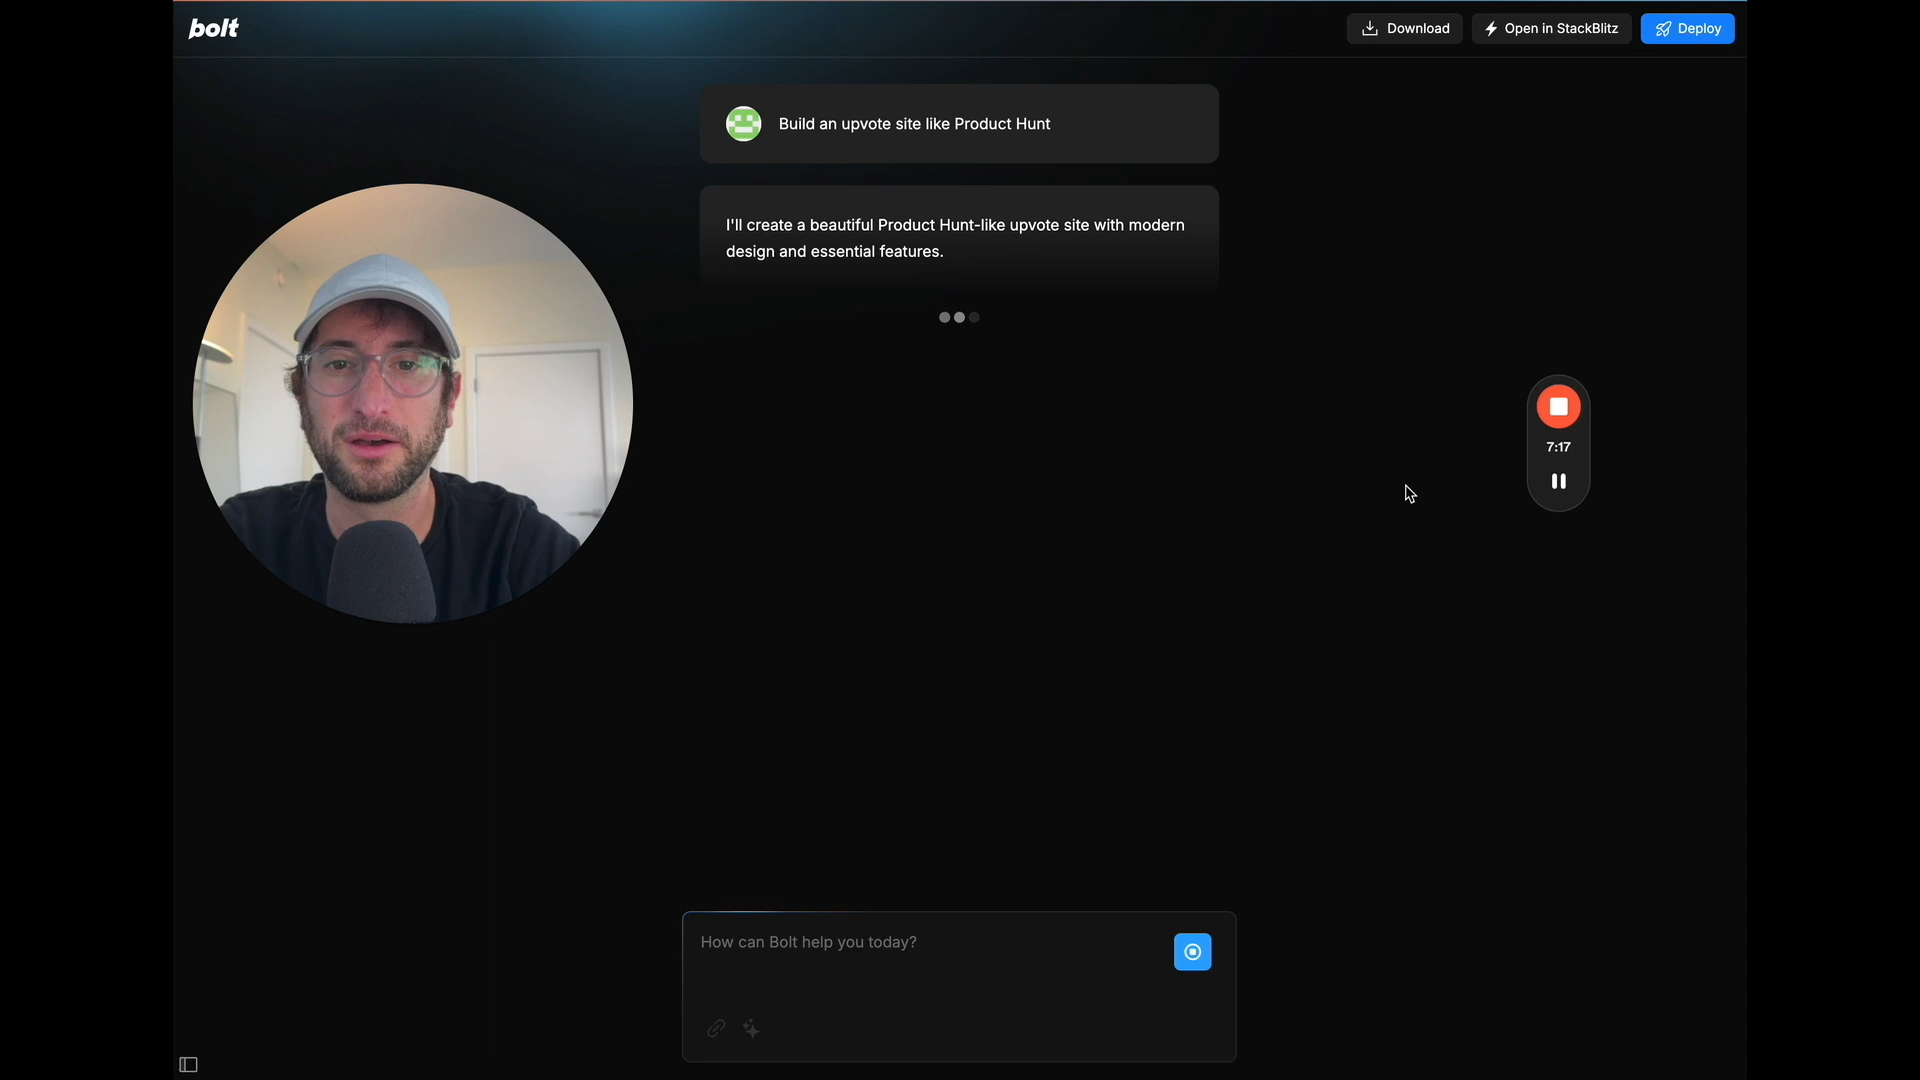 bolt
Download
Open in StackBlitz
Deploy
Build an upvote site like Product Hunt
I'll create a beautiful Product Hunt-like upvote site with modern
design and essential features.
7:17
How can Bolt help you today?